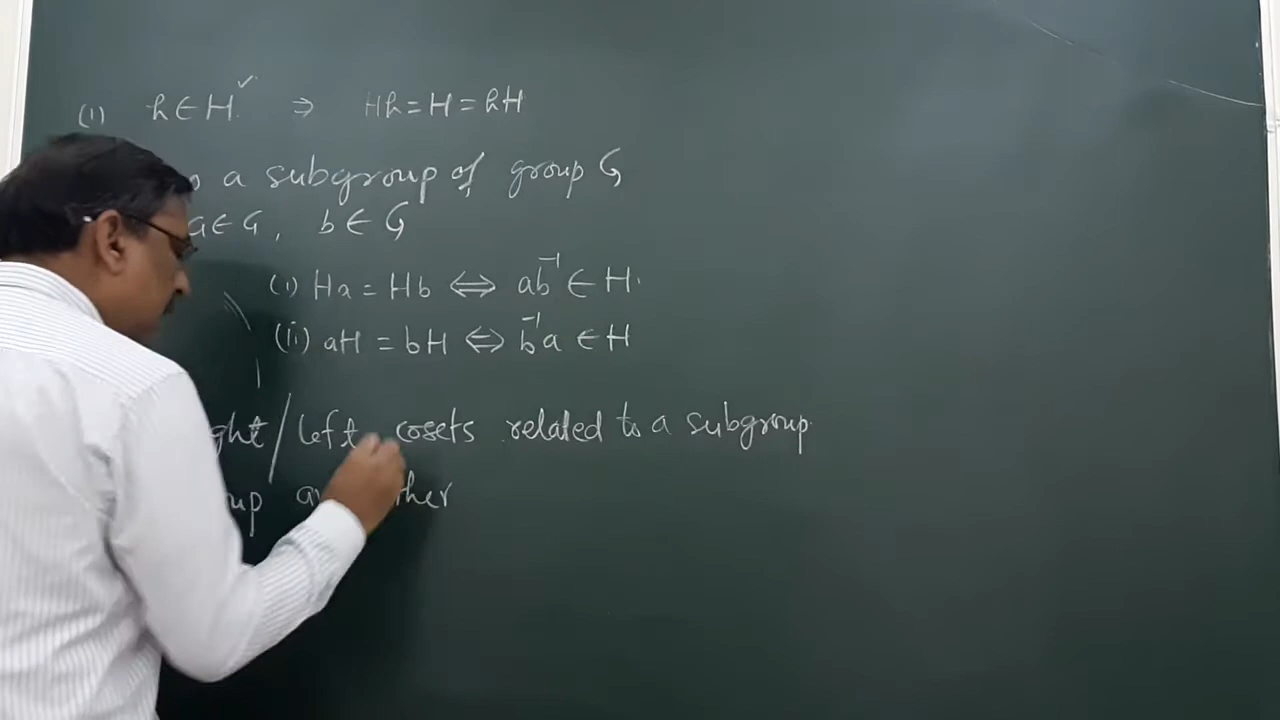 (1) h ∈ H. ✓ ⇒ Hh = H = hH
a subgroup of group G
a ∈ G, b ∈ G
(i) Ha = Hb ⇔ ab⁻¹ ∈ H.
(ii) aH = bH ⇔ b⁻¹a ∈ H
ght / left cosets related to a subgroup
up